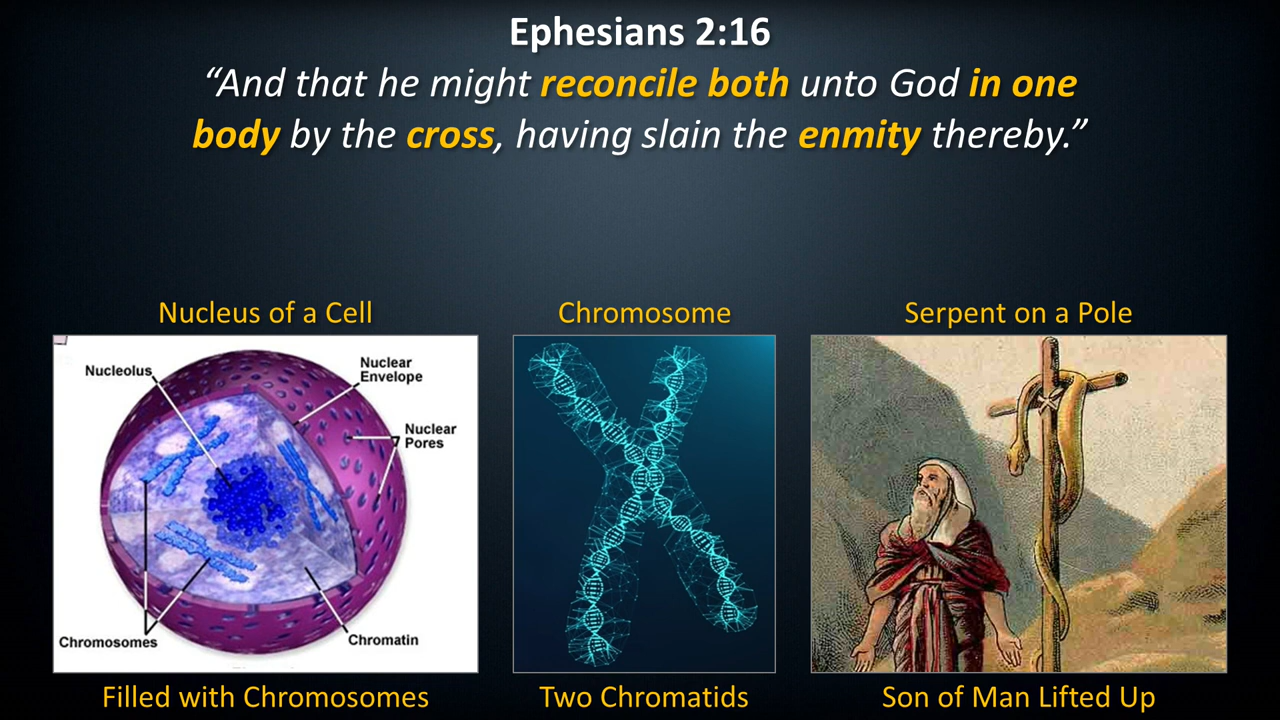 Ephesians 2:16
“And that he might reconcile both unto God in one
body by the cross, having slain the enmity thereby.”
Nucleus of a Cell
Chromosome
Serpent on a Pole
Nucleolus
Nuclear
Envelope
Nuclear
Pores
Chromosomes
Chromatin
Filled with Chromosomes
Two Chromatids
Son of Man Lifted Up